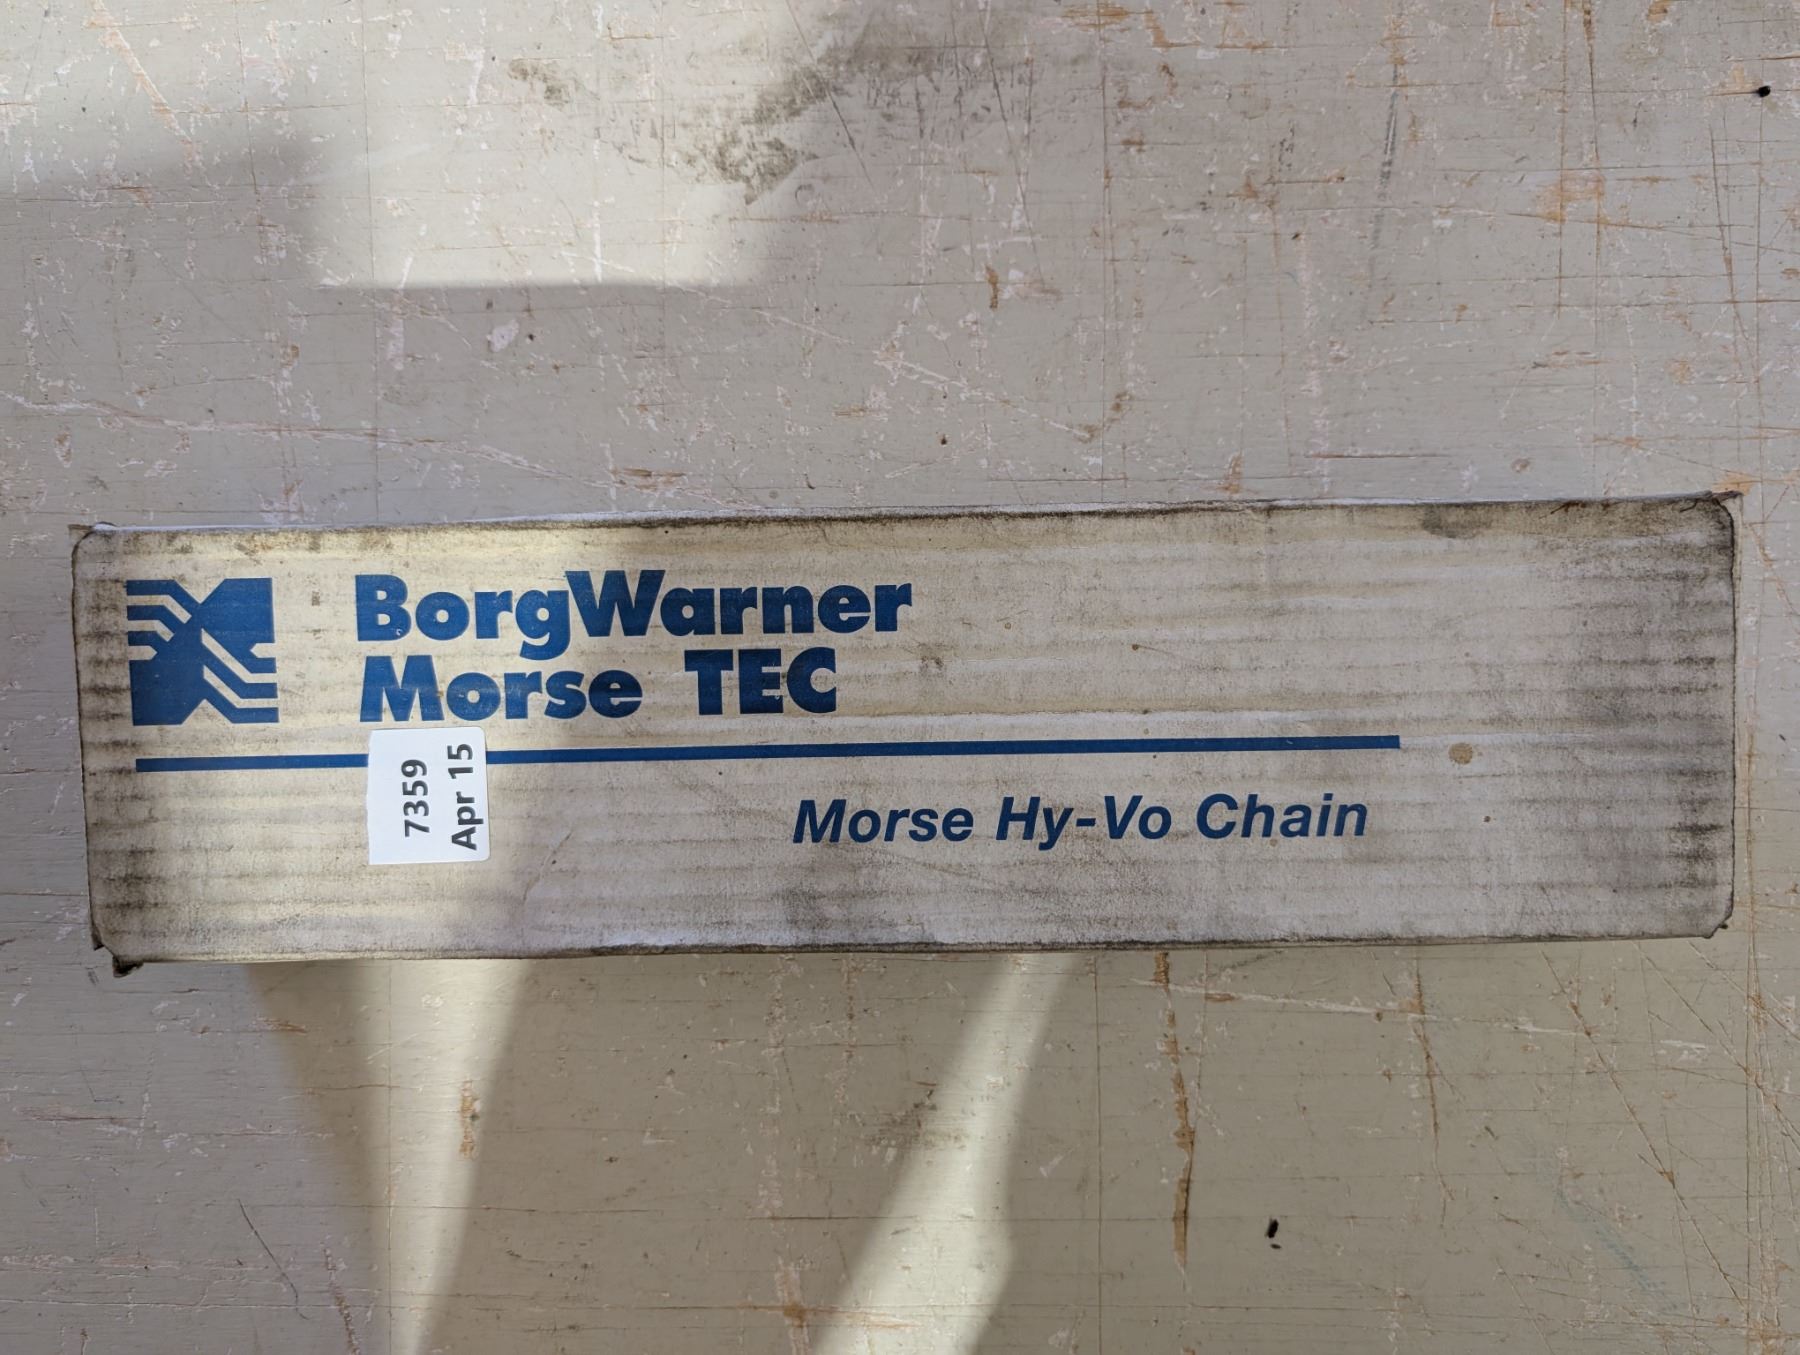 BorgWarner
Morse TEC
7359
Apr 15
Morse Hy-Vo Chain